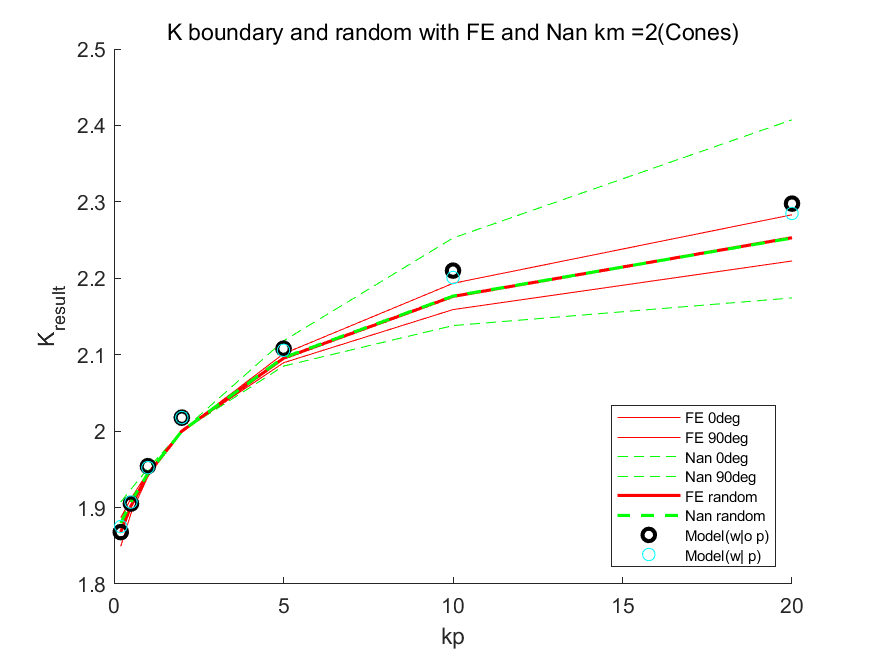 K boundary and random with FE and Nan km =2(Cones)
2.5
2.4
2.3
2.2
2.1
2
1.9
1.8
K_result
0
5
10
15
20
kp
FE 0deg
FE 90deg
Nan 0deg
Nan 90deg
FE random
Nan random
Model(w|o p)
Model(w| p)